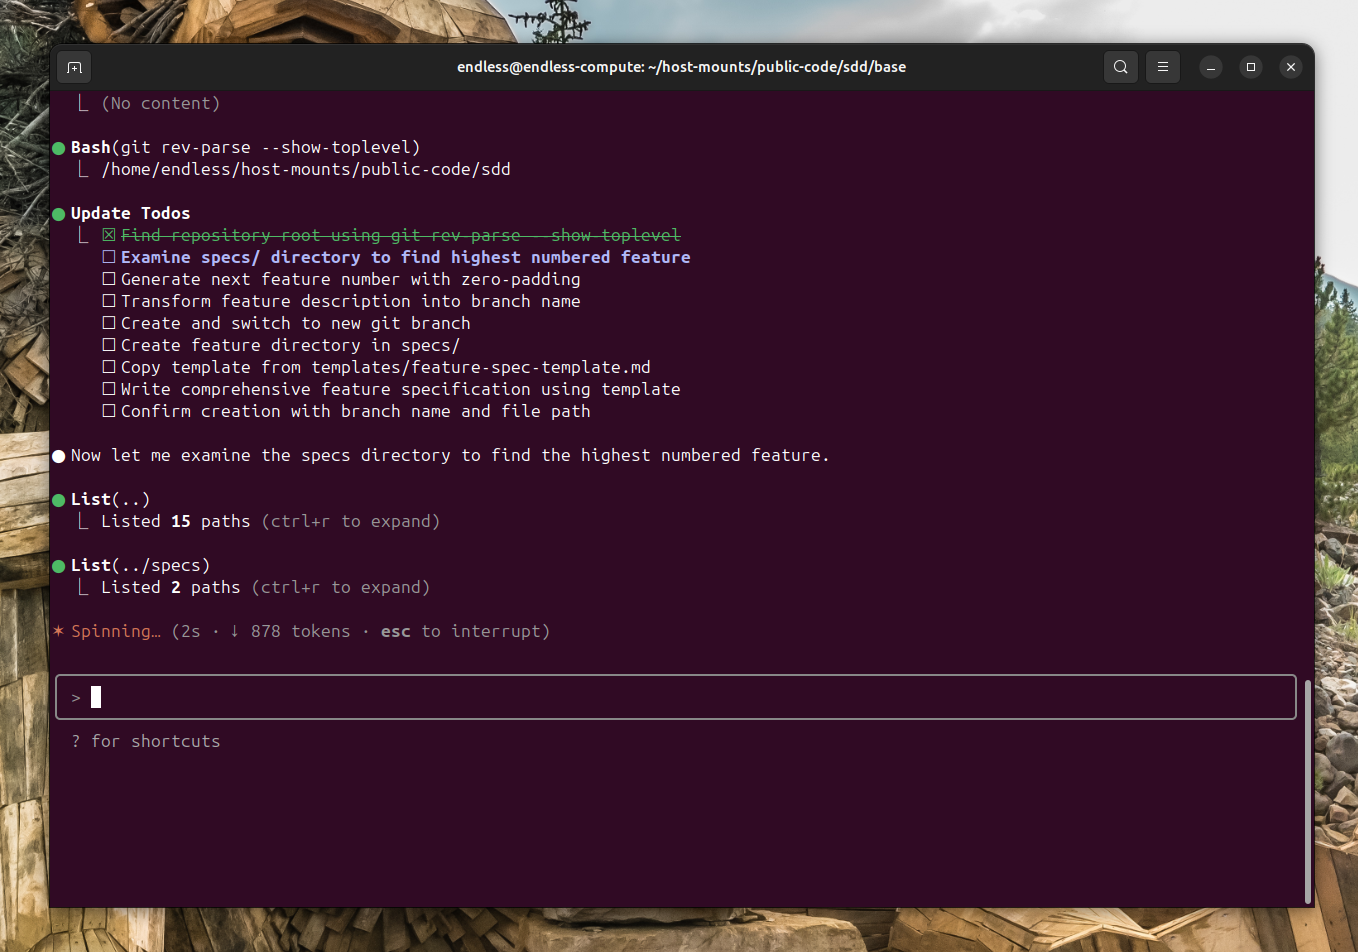 endless@endless-compute: ~/host-mounts/public-code/sdd/base
⎿ (No content)
● Bash(git rev-parse --show-toplevel)
⎿ /home/endless/host-mounts/public-code/sdd
● Update Todos
⎿ ☒ Find repository root using git rev-parse --show-toplevel
☐ Examine specs/ directory to find highest numbered feature
☐ Generate next feature number with zero-padding
☐ Transform feature description into branch name
☐ Create and switch to new git branch
☐ Create feature directory in specs/
☐ Copy template from templates/feature-spec-template.md
☐ Write comprehensive feature specification using template
☐ Confirm creation with branch name and file path
● Now let me examine the specs directory to find the highest numbered feature.
● List(..)
⎿ Listed 15 paths (ctrl+r to expand)
● List(../specs)
⎿ Listed 2 paths (ctrl+r to expand)
✶ Spinning… (2s · ↓ 878 tokens · esc to interrupt)
>
? for shortcuts